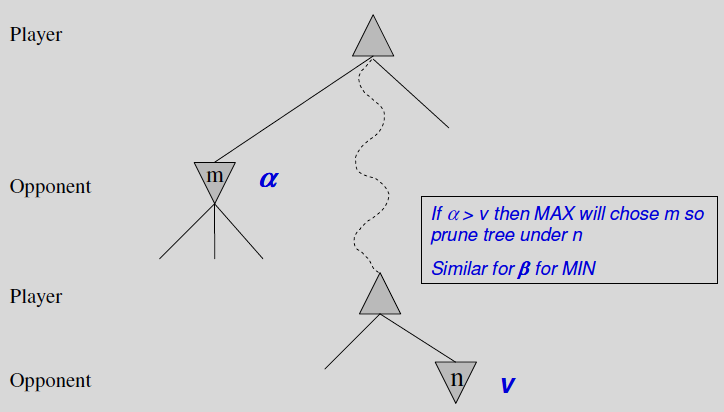 Player
m
α
Opponent
If α > v then MAX will chose m so
prune tree under n
Similar for β for MIN
Player
Opponent
n
v